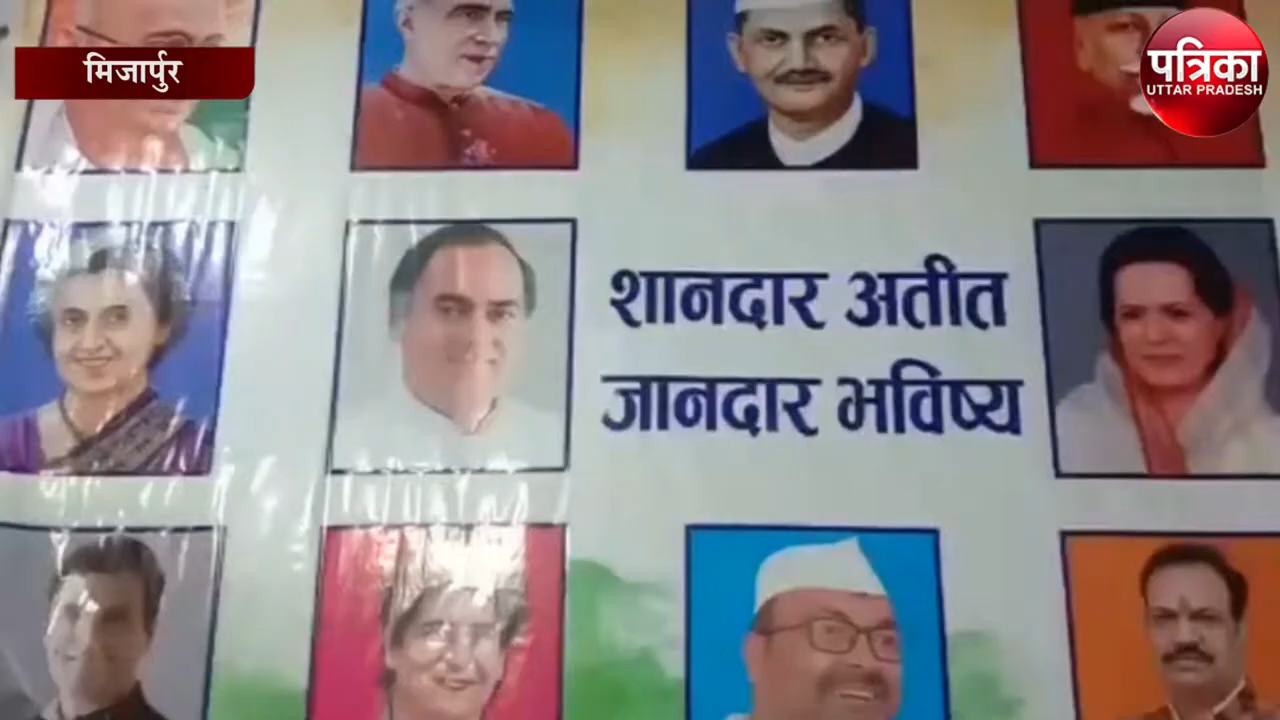 मिजार्पुर
पत्रिका
UTTAR PRADESH
शानदार अतीत
जानदार भविष्य